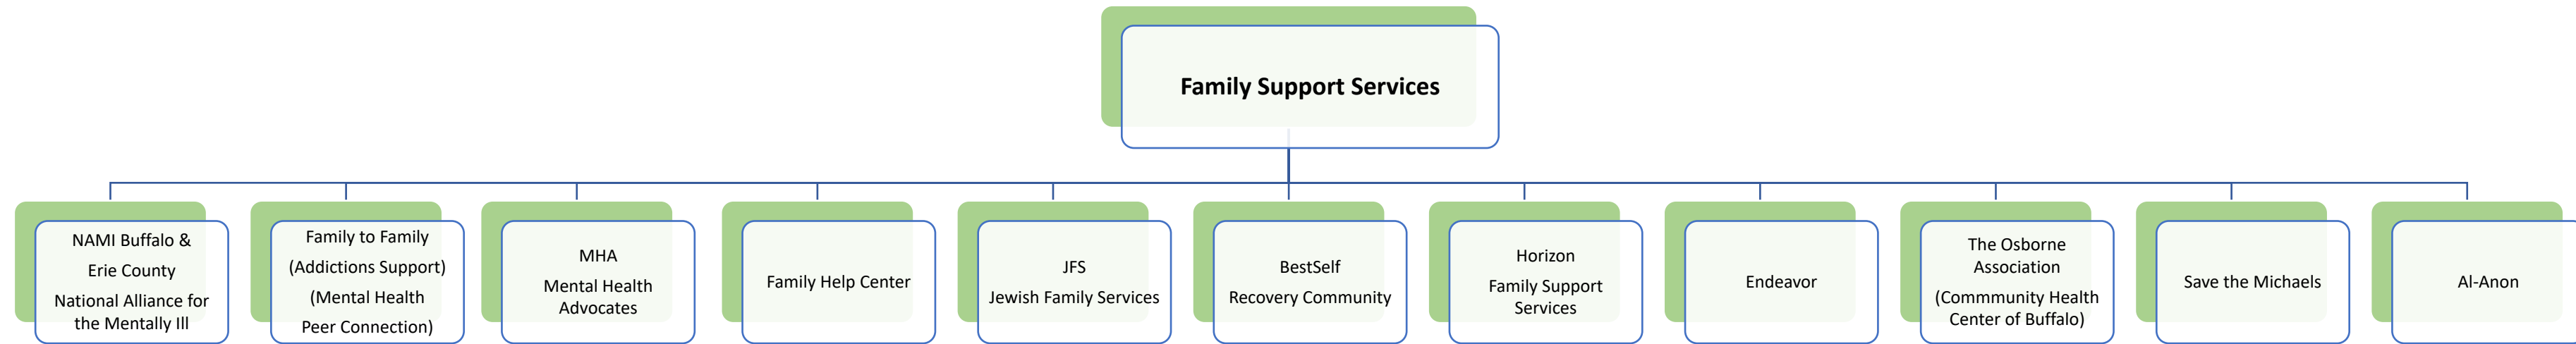 Family Support Services
NAMI Buffalo &
Erie County
National Alliance for
the Mentally Ill
Family to Family
(Addictions Support)
(Mental Health
Peer Connection)
MHA
Mental Health
Advocates
Family Help Center
JFS
Jewish Family Services
BestSelf
Recovery Community
Horizon
Family Support
Services
Endeavor
The Osborne
Association
(Commmunity Health
Center of Buffalo)
Save the Michaels
Al-Anon